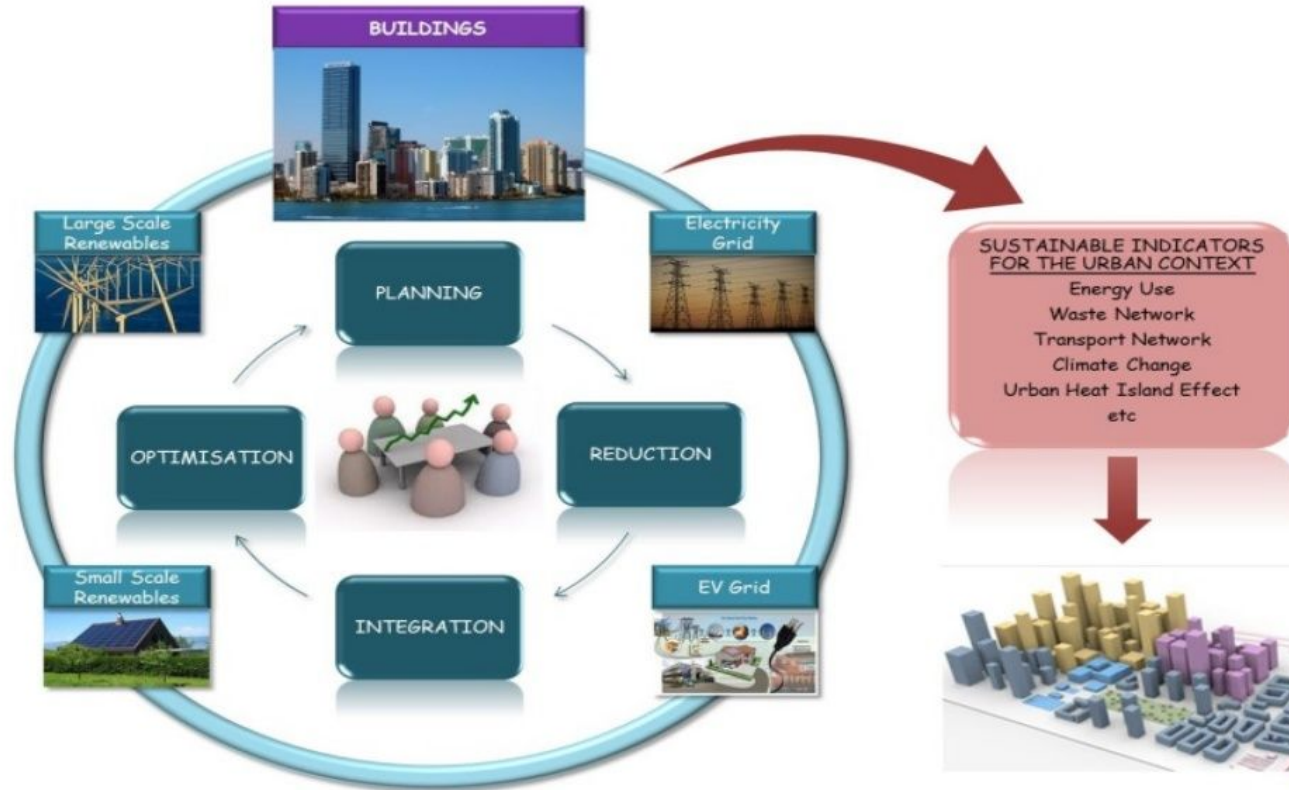 BUILDINGS
Large Scale
Renewables
Electricity
Grid
PLANNING
SUSTAINABLE INDICATORS
FOR THE URBAN CONTEXT
Energy Use
Waste Network
Transport Network
Climate Change
Urban Heat Island Effect
etc
OPTIMISATION
REDUCTION
Small Scale
Renewables
EV Grid
INTEGRATION